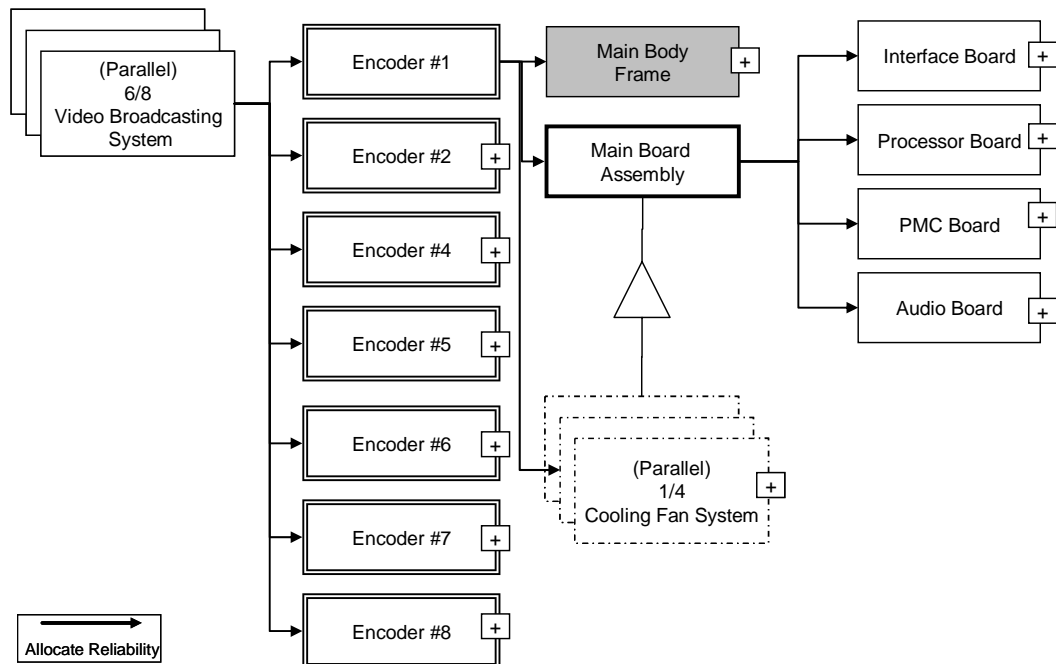 (Parallel)
6/8
Video Broadcasting
System
Encoder #1
Encoder #2
+
Encoder #4
+
Encoder #5
+
Encoder #6
+
Encoder #7
+
Encoder #8
+
Main Body
Frame
+
Main Board
Assembly
(Parallel)
1/4
Cooling Fan System
+
Interface Board
+
Processor Board
+
PMC Board
+
Audio Board
+
Allocate Reliability